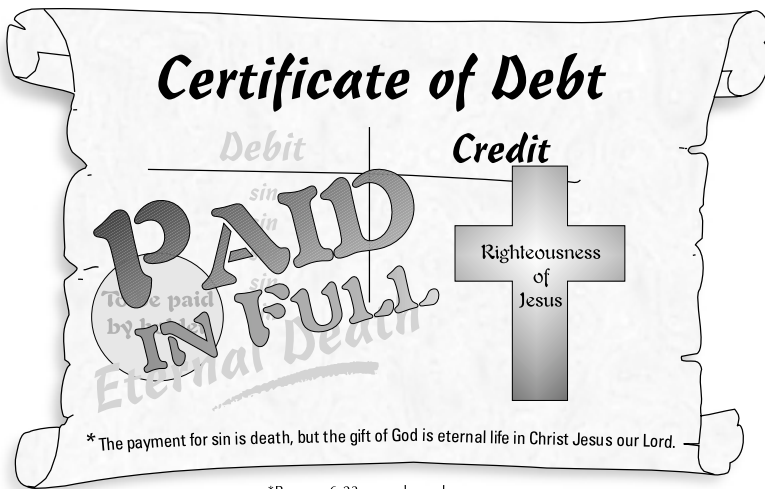 Certificate of Debt
Debit
Credit
sin
sin
sin
PAID
IN FULL
To be paid
by
Eternal Death
Righteousness
of
Jesus
*The payment for sin is death, but the gift of God is eternal life in Christ Jesus our Lord.